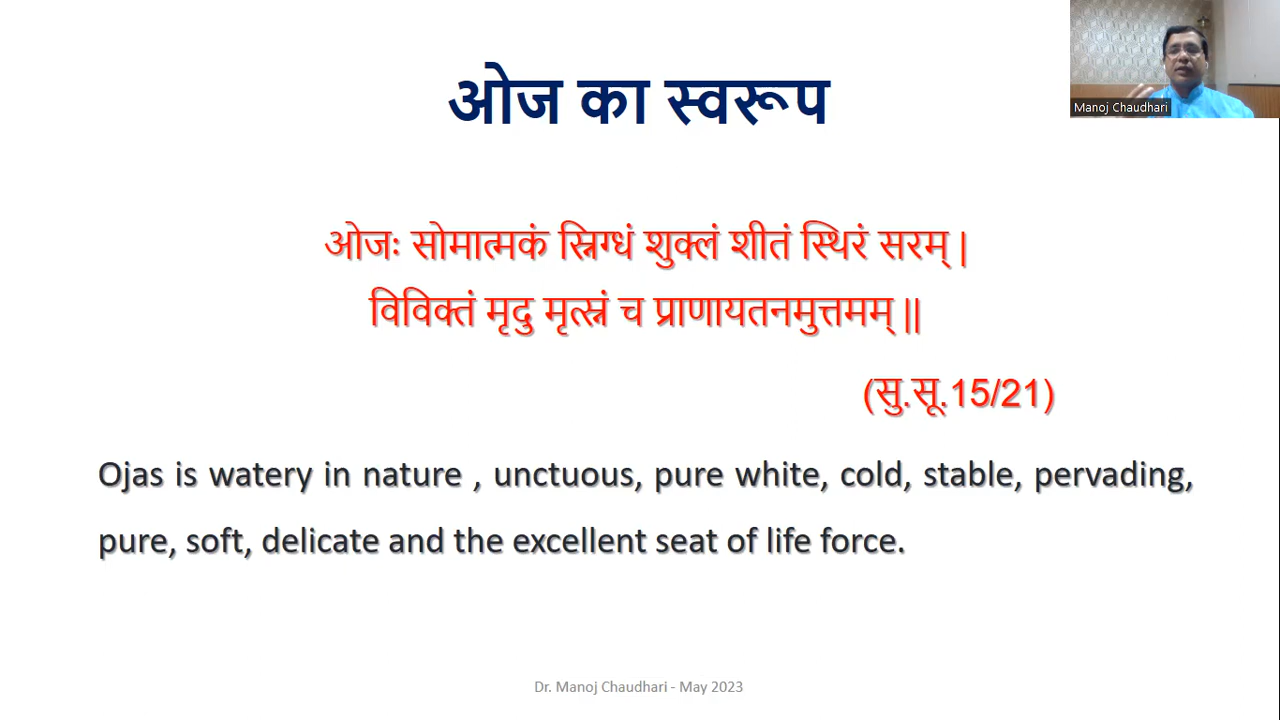 ओज का स्वरूप
Manoj Chaudhari
ओजः सोमात्मकं स्निग्धं शुक्लं शीतं स्थिरं सरम् |
विविक्तं मृदु मृत्स्नं च प्राणायतनमुत्तमम् ||
(सु.सू.15/21)
Ojas is watery in nature , unctuous, pure white, cold, stable, pervading,
pure, soft, delicate and the excellent seat of life force.
Dr. Manoj Chaudhari - May 2023